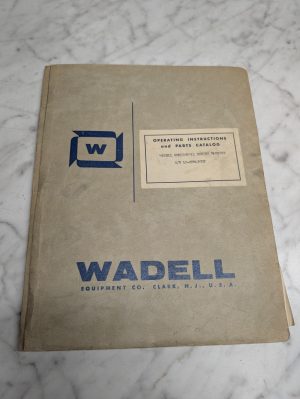 W
OPERATING INSTRUCTIONS
and PARTS CATALOG
WADELL
EQUIPMENT CO. CLARK, N.J., U.S.A.